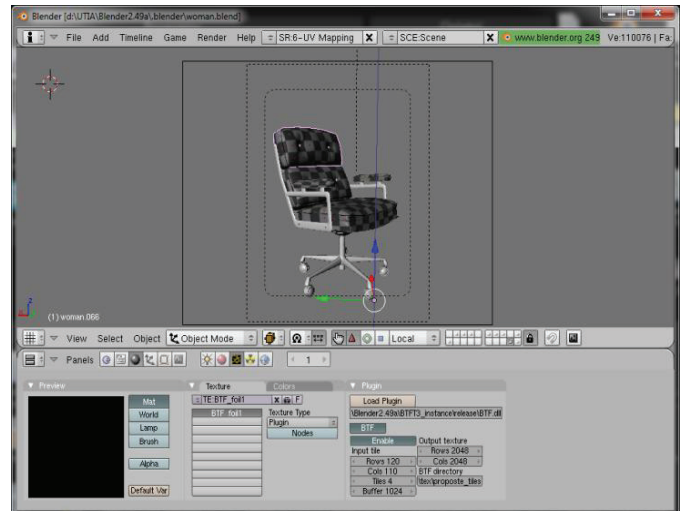 Blender [d:\UTIA\Blender2.49a\.blender\woman.blend]
File Add Timeline Game Render Help SR:6-UV Mapping X SCE:Scene X www.blender.org 249 Ve:110076 | Fa:
z
(1) woman.066
View Select Object Object Mode Local
Panels 1
Preview Texture Colors Plugin
TE:BTF_foil1 X F Load Plugin
Mat BTF_foil1 Texture Type \Blender2.49a\BTFT3_instance\release\BTF.dll
World Plugin BTF
Lamp Nodes Enable Output texture
Brush Input tile Rows 2048
Rows 120 Cols 2048
Alpha Cols 110 BTF directory
Tiles 4 \tex\proposte_tiles
Default Var Buffer 1024